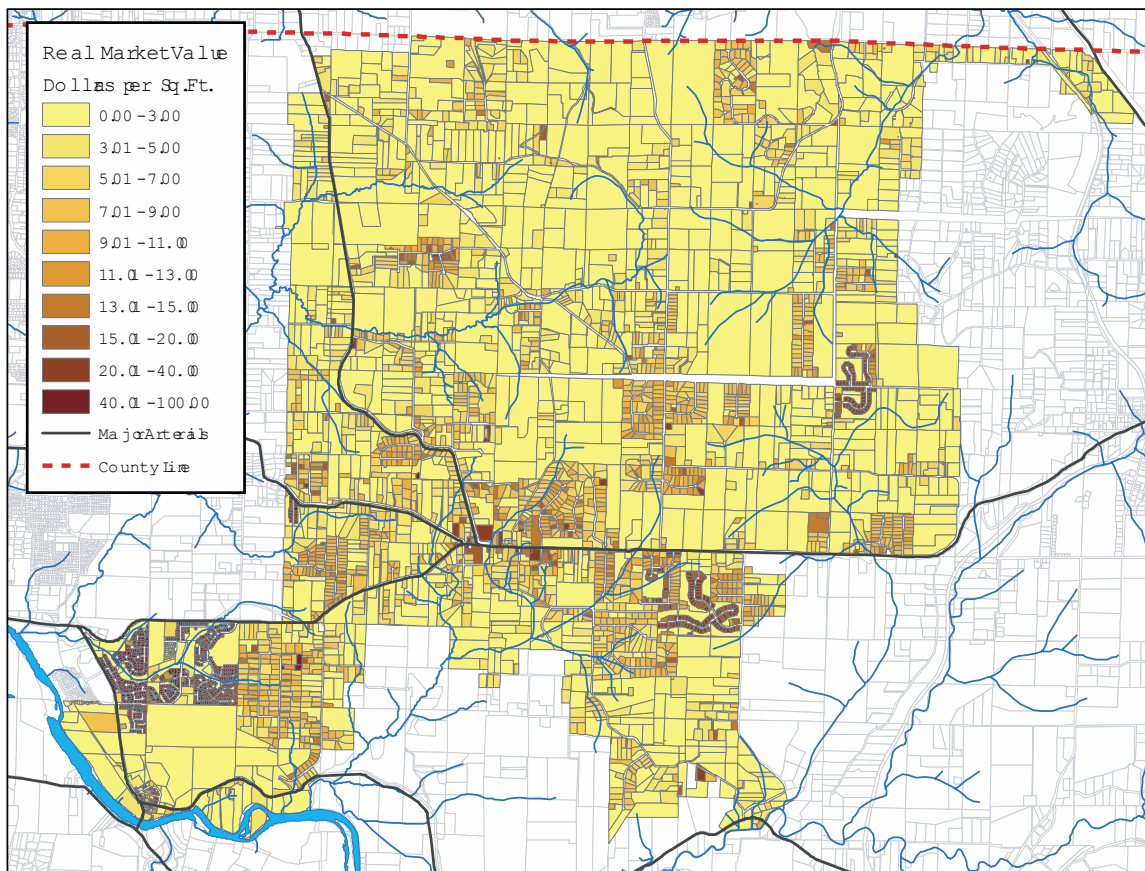 Real Market Value
Dollars per Sq.Ft.
0.00 - 3.00
3.01 - 5.00
5.01 - 7.00
7.01 - 9.00
9.01 - 11.00
11.01 - 13.00
13.01 - 15.00
15.01 - 20.00
20.01 - 40.00
40.01 - 100.00
Major Arterials
County Line